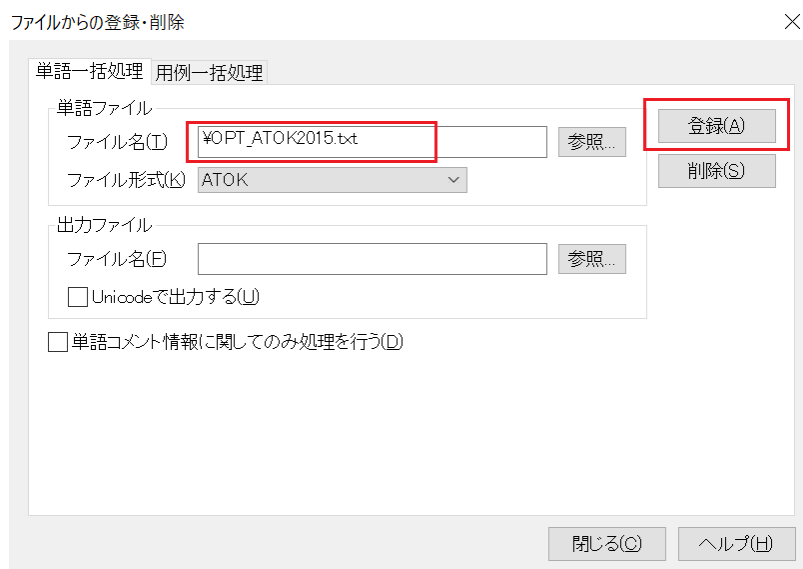 ファイルからの登録・削除
単語一括処理 用例一括処理
単語ファイル
ファイル名(T) ¥OPT_ATOK2015.txt 参照... 登録(A)
ファイル形式(K) ATOK 削除(S)
出力ファイル
ファイル名(F) 参照...
Unicodeで出力する(U)
単語コメント情報に関してのみ処理を行う(D)
閉じる(C) ヘルプ(H)